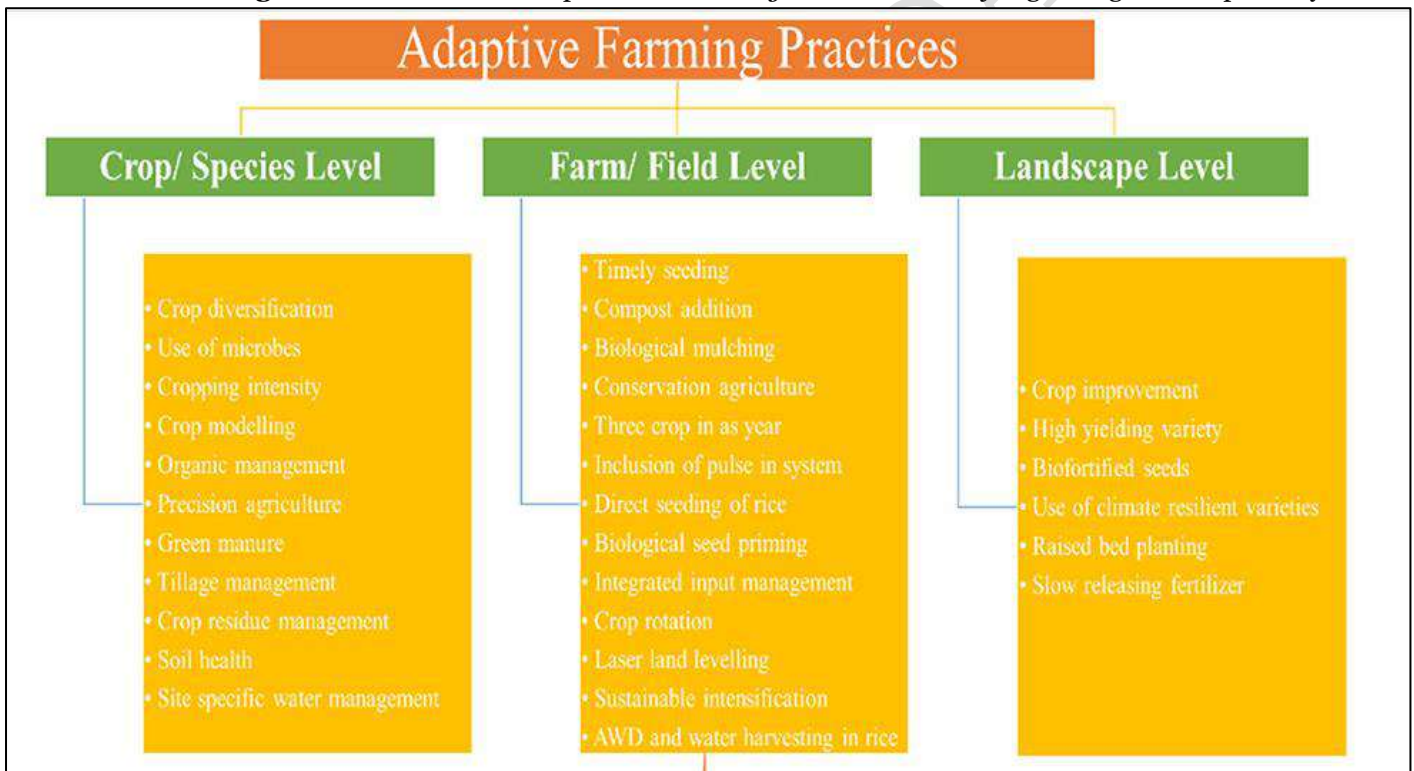 Adaptive Farming Practices
Crop/ Species Level
• Crop diversification
• Use of microbes
• Cropping intensity
• Crop modelling
• Organic management
• Precision agriculture
• Green manure
• Tillage management
• Crop residue management
• Soil health
• Site specific water management
Farm/ Field Level
• Timely seeding
• Compost addition
• Biological mulching
• Conservation agriculture
• Three crop in as year
• Inclusion of pulse in system
• Direct seeding of rice
• Biological seed priming
• Integrated input management
• Crop rotation
• Laser land levelling
• Sustainable intensification
• AWD and water harvesting in rice
Landscape Level
• Crop improvement
• High yielding variety
• Biofortified seeds
• Use of climate resilient varieties
• Raised bed planting
• Slow releasing fertilizer